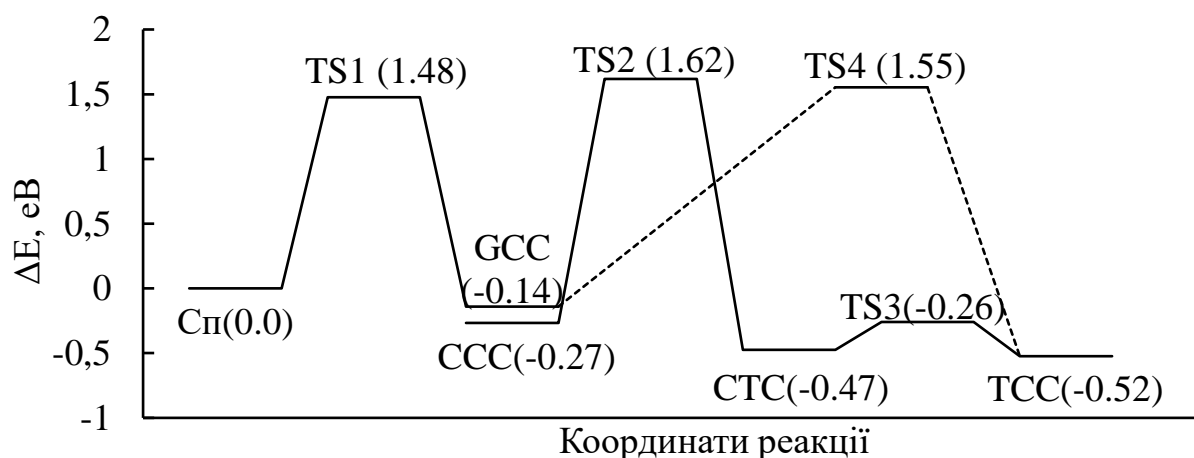 2
TS1 (1.48)
TS2 (1.62)
TS4 (1.55)
1,5
1
ΔE, еВ
0,5
GCC
(-0.14)
0
Сп(0.0)
TS3(-0.26)
CCC(-0.27)
-0,5
CTC(-0.47)
TCC(-0.52)
-1
Координати реакції